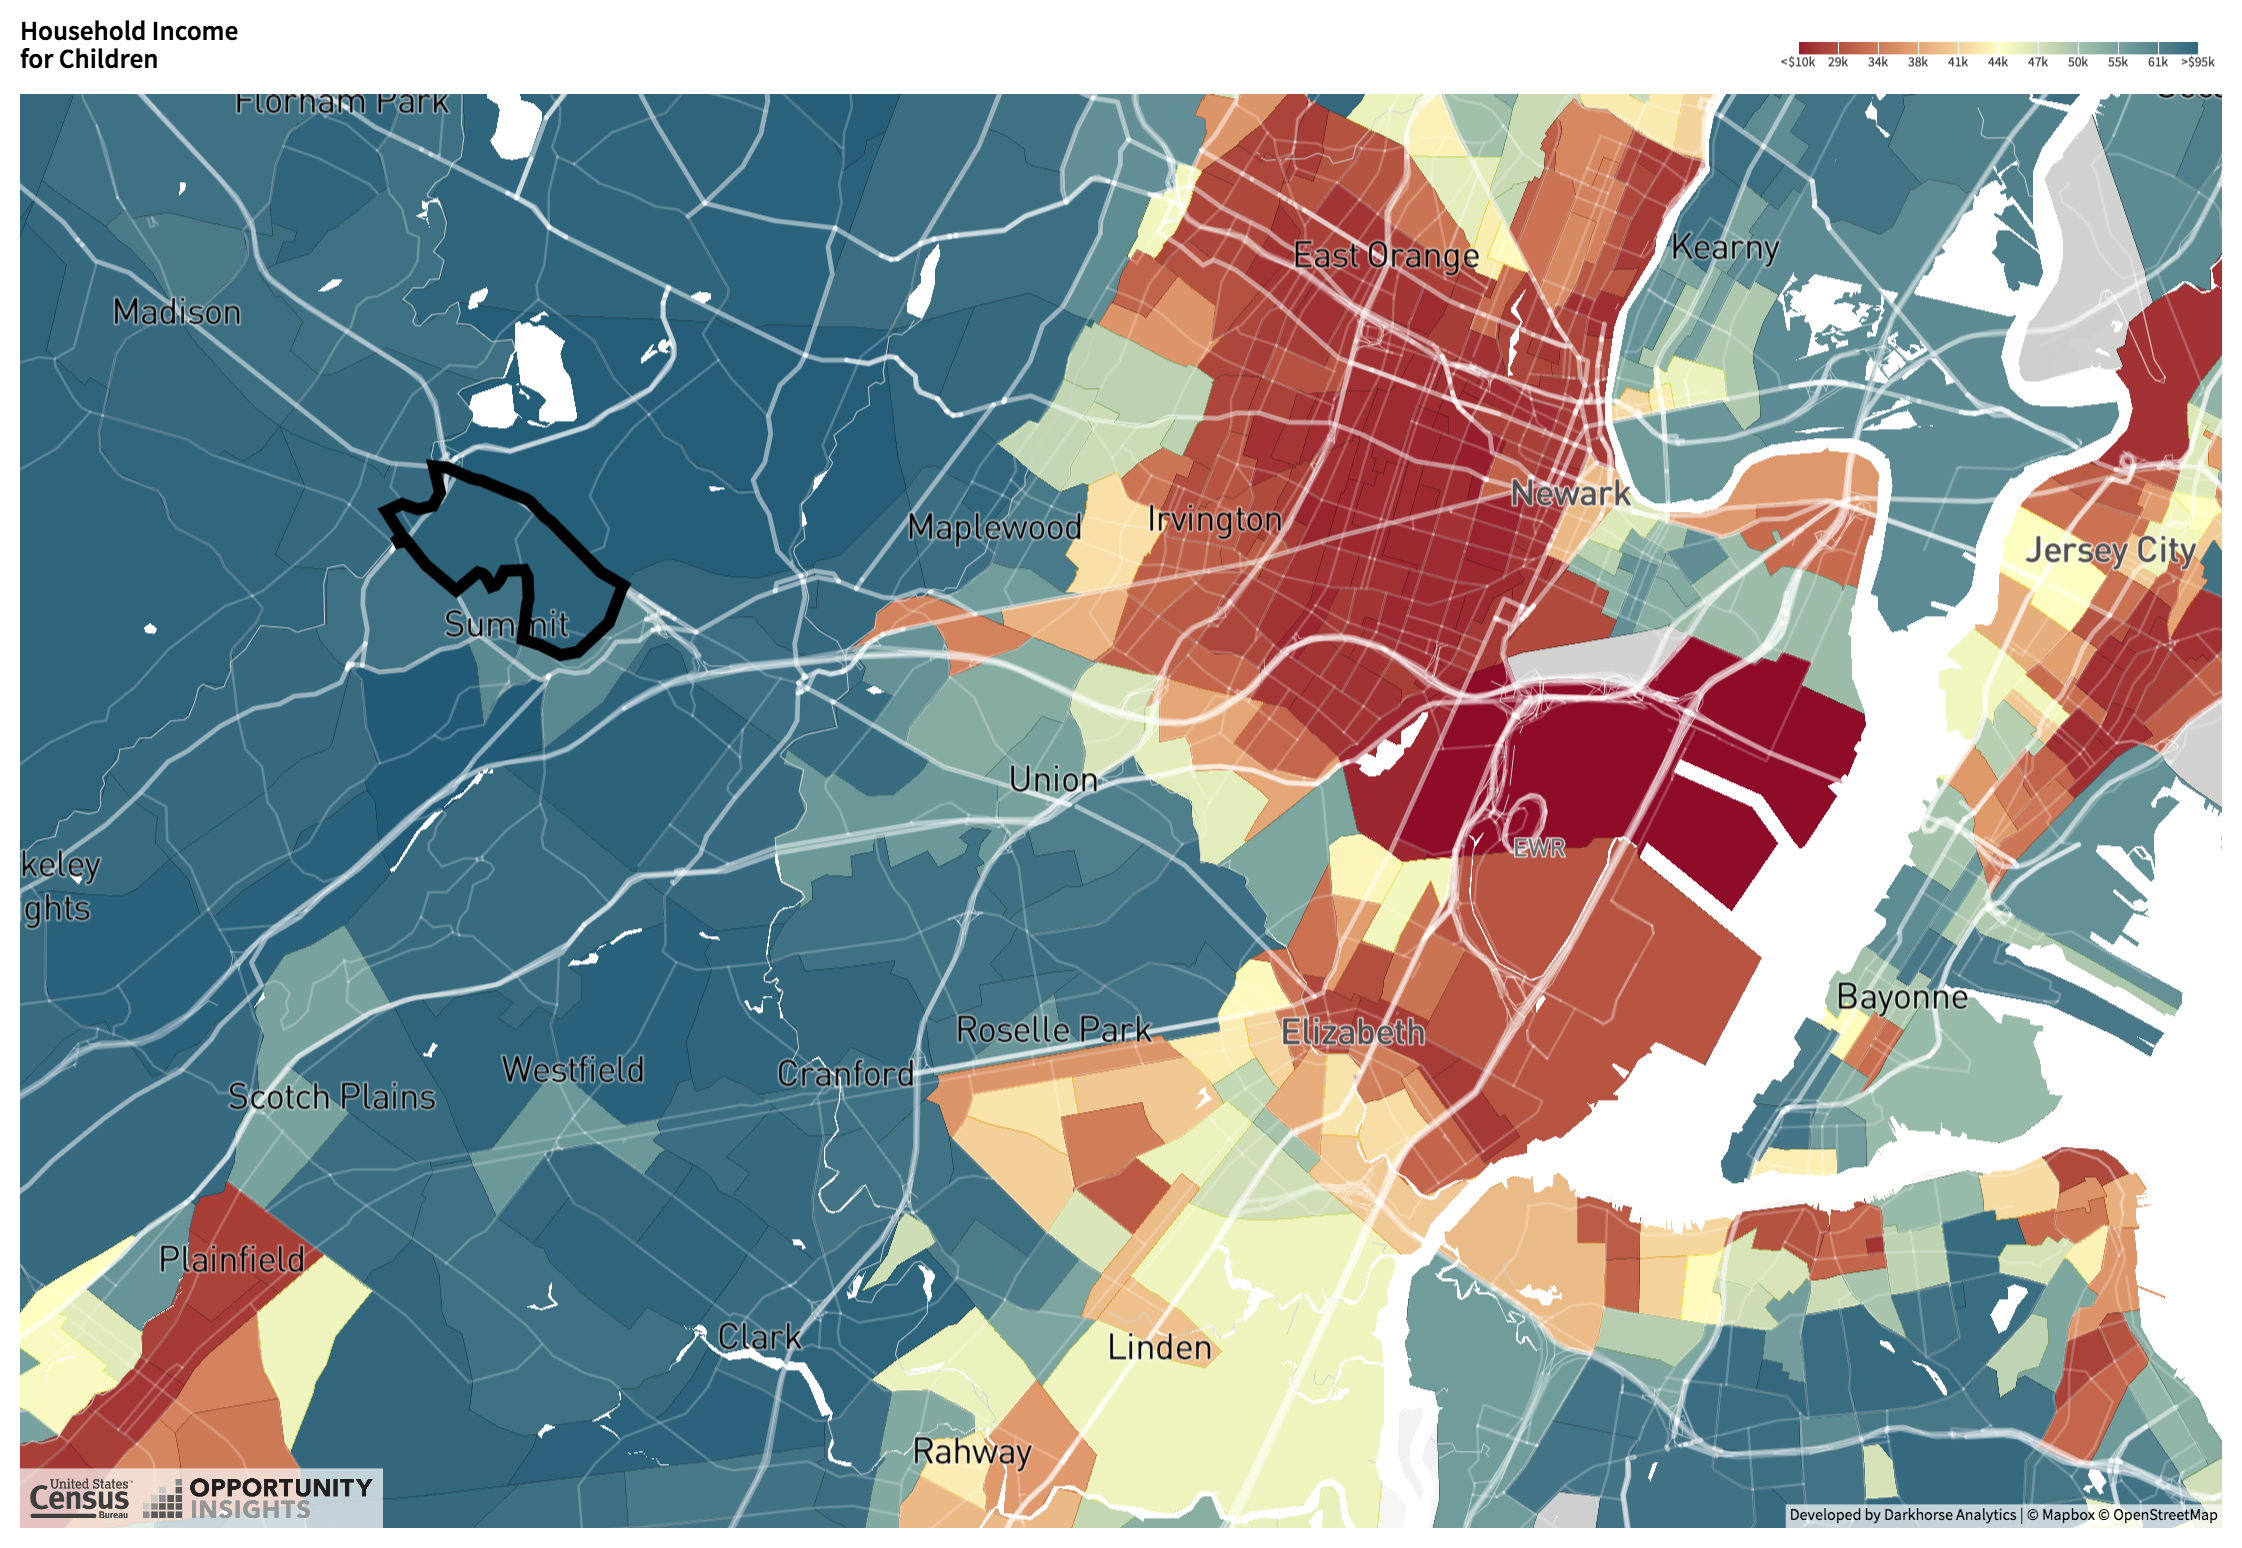 Household Income
for Children
<$10k 29k 34k 38k 41k 44k 47k 50k 55k 61k >$95k
Florham Park
East Orange
Kearny
Madison
Newark
Irvington
Maplewood
Jersey City
Summit
Union
EWR
keley
ghts
Bayonne
Roselle Park
Elizabeth
Westfield
Cranford
Scotch Plains
Plainfield
Clark
Linden
Rahway
United States™
Census
Bureau
OPPORTUNITY
INSIGHTS
Developed by Darkhorse Analytics | © Mapbox © OpenStreetMap